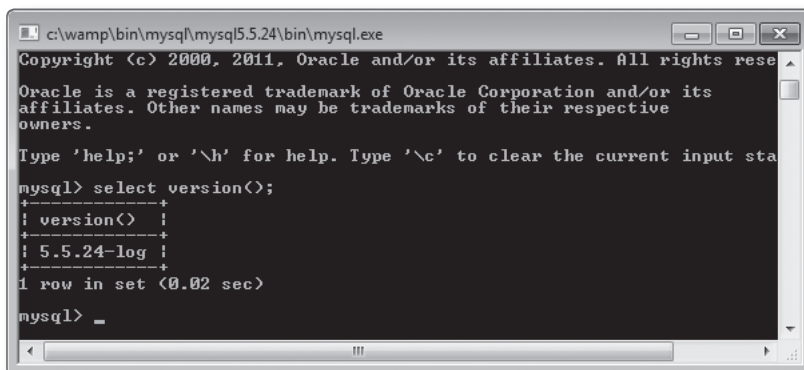 c:\wamp\bin\mysql\mysql5.5.24\bin\mysql.exe
Copyright (c) 2000, 2011, Oracle and/or its affiliates. All rights rese
Oracle is a registered trademark of Oracle Corporation and/or its
affiliates. Other names may be trademarks of their respective
owners.
Type 'help;' or '\h' for help. Type '\c' to clear the current input sta
mysql> select version();
+------------+
| version()  |
+------------+
| 5.5.24-log |
+------------+
1 row in set (0.02 sec)
mysql> _